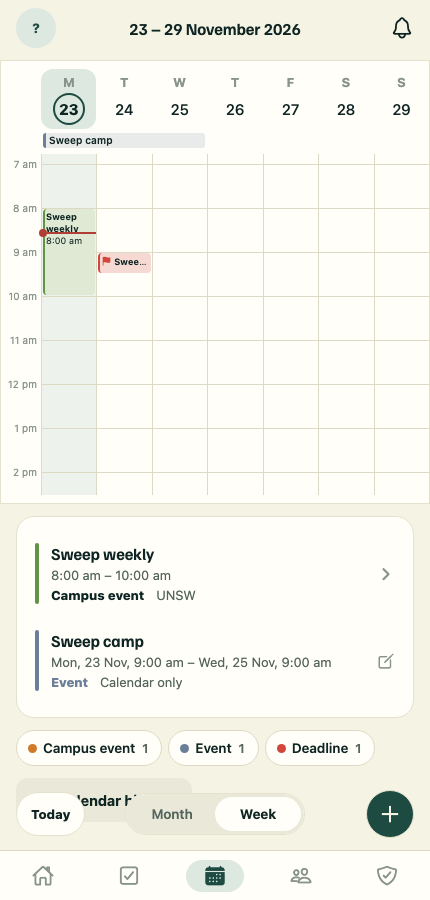 ?
23 – 29 November 2026
M T W T F S S
23 24 25 26 27 28 29
Sweep camp
7 am
8 am
Sweep
weekly
8:00 am
9 am
Swee...
10 am
11 am
12 pm
1 pm
2 pm
Sweep weekly
8:00 am – 10:00 am
Campus event UNSW
Sweep camp
Mon, 23 Nov, 9:00 am – Wed, 25 Nov, 9:00 am
Event Calendar only
Campus event 1
Event 1
Deadline 1
Today
Month
Week